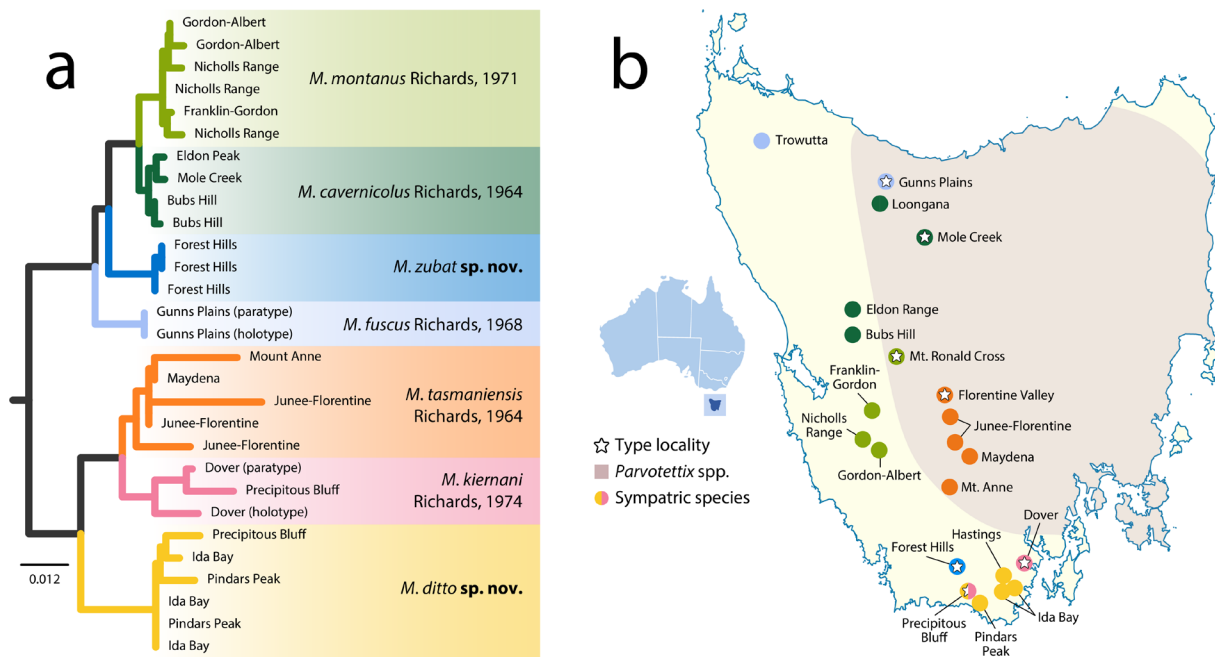 a
Gordon-Albert
Gordon-Albert
Nicholls Range
Nicholls Range
Franklin-Gordon
Nicholls Range
M. montanus Richards, 1971
Eldon Peak
Mole Creek
Bubs Hill
Bubs Hill
M. cavernicolus Richards, 1964
Forest Hills
Forest Hills
Forest Hills
M. zubat sp. nov.
Gunns Plains (paratype)
Gunns Plains (holotype)
M. fuscus Richards, 1968
Mount Anne
Maydena
Junee-Florentine
Junee-Florentine
Junee-Florentine
M. tasmaniensis
Richards, 1964
Dover (paratype)
Precipitous Bluff
Dover (holotype)
M. kiernani
Richards, 1974
Precipitous Bluff
Ida Bay
Pindars Peak
Ida Bay
Pindars Peak
Ida Bay
M. ditto sp. nov.
0.012
b
Trowutta
Gunns Plains
Loongana
Mole Creek
Eldon Range
Bubs Hill
Mt. Ronald Cross
Franklin-
Gordon
Florentine Valley
Nicholls
Range
Junee-Florentine
Gordon-Albert
Maydena
Mt. Anne
Type locality
Parvotettix spp.
Sympatric species
Dover
Hastings
Forest Hills
Precipitous
Bluff
Ida Bay
Pindars
Peak